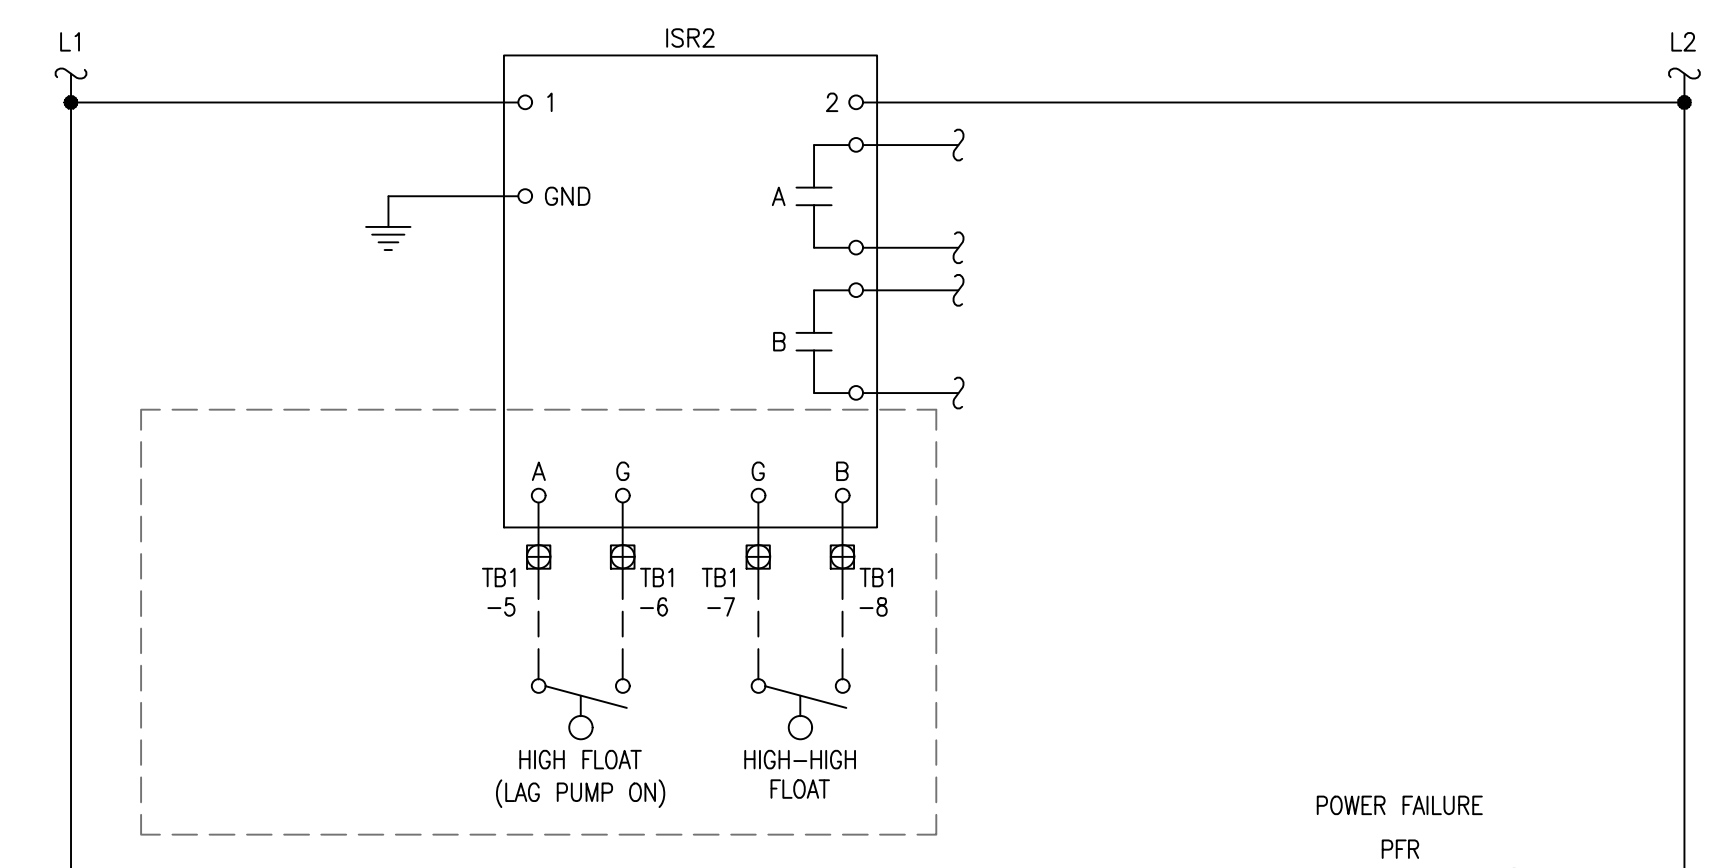 L1
ISR2
L2
1
2
GND
A
B
A
G
G
B
TB1
-5
TB1
-6
TB1
-7
TB1
-8
HIGH FLOAT
(LAG PUMP ON)
HIGH-HIGH
FLOAT
POWER FAILURE
PFR